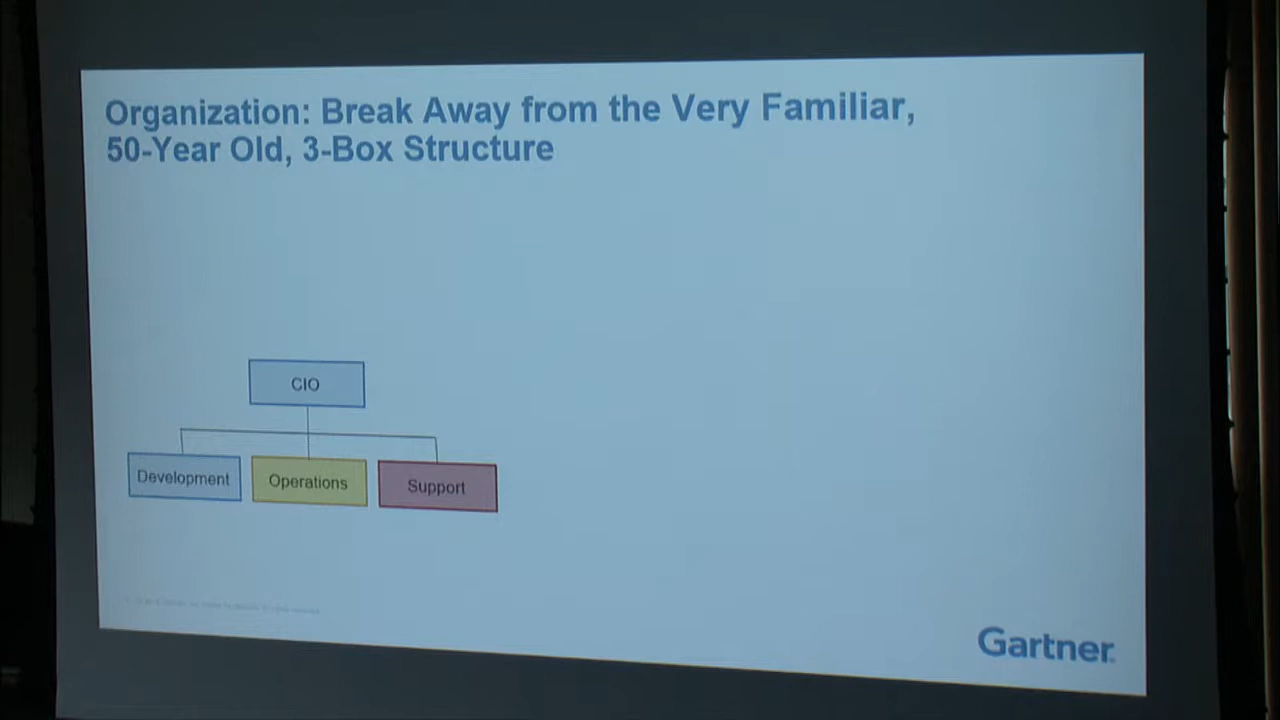 Organization: Break Away from the Very Familiar,
50-Year Old, 3-Box Structure
CIO
Development
Operations
Support
Gartner